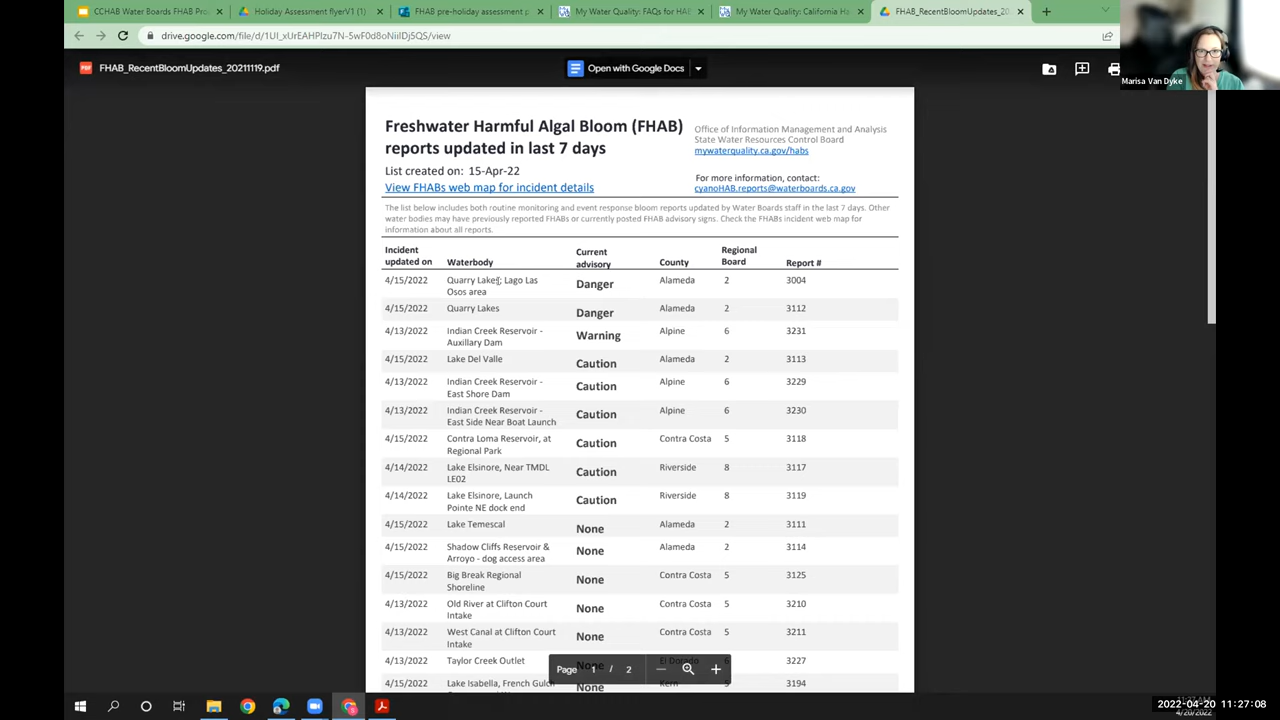 CCHAB Water Boards FHAB Pro
Holiday Assessment flyerV1 (1)
FHAB pre-holiday assessment p
My Water Quality: FAQs for HAB
My Water Quality: California Ha
FHAB_RecentBloomUpdates_20
drive.google.com/file/d/
FHAB_RecentBloomUpdates_20211119.pdf
Open with Google Docs
Marisa Van Dyke
Freshwater Harmful Algal Bloom (FHAB)
reports updated in last 7 days
List created on: 15-Apr-22
View FHABs web map for incident details
Office of Information Management and Analysis
State Water Resources Control Board
mywaterquality.ca.gov/habs
For more information, contact:
cyanoHAB.reports@waterboards.ca.gov
The list below includes both routine monitoring and event response bloom reports updated by Water Boards staff in the last 7 days. Other
water bodies may have previously reported FHABs or currently posted FHAB advisory signs. Check the FHABs incident web map for
information about all reports.
Incident updated on Waterbody Current advisory County Regional Board Report #
4/15/2022 Quarry Lakes; Lago Las Danger Alameda 2 3004
Osos area
4/15/2022 Quarry Lakes Danger Alameda 2 3112
4/13/2022 Indian Creek Reservoir - Warning Alpine 6 3231
Auxillary Dam
4/15/2022 Lake Del Valle Caution Alameda 2 3113
4/13/2022 Indian Creek Reservoir - Caution Alpine 6 3229
East Shore Dam
4/13/2022 Indian Creek Reservoir - Caution Alpine 6 3230
East Side Near Boat Launch
4/15/2022 Contra Loma Reservoir, at Caution Contra Costa 5 3118
Regional Park
4/14/2022 Lake Elsinore, Near TMDL Caution Riverside 8 3117
LE02
4/14/2022 Lake Elsinore, Launch Caution Riverside 8 3119
Pointe NE dock end
4/15/2022 Lake Temescal None Alameda 2 3111
4/15/2022 Shadow Cliffs Reservoir & None Alameda 2 3114
Arroyo - dog access area
4/15/2022 Big Break Regional None Contra Costa 5 3125
Shoreline
4/13/2022 Old River at Clifton Court None Contra Costa 5 3210
Intake
4/13/2022 West Canal at Clifton Court None Contra Costa 5 3211
Intake
4/13/2022 Taylor Creek Outlet None El Dorado 6 3227
4/15/2022 Lake Isabella, French Gulch None Kern 5 3194
Page 1 / 2
2022-04-20 11:27:08
4/20/2022